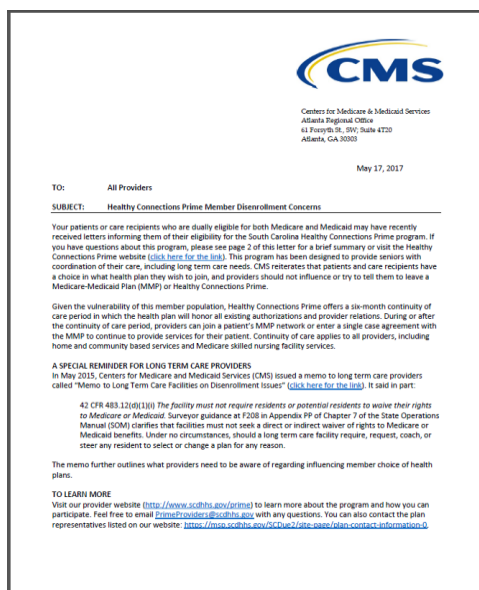 CMS
Centers for Medicare & Medicaid Services
Atlanta Regional Office
61 Forsyth St., SW; Suite 4T20
Atlanta, GA 30303
May 17, 2017
TO: All Providers
SUBJECT: Healthy Connections Prime Member Disenrollment Concerns
Your patients or care recipients who are dually eligible for both Medicare and Medicaid may have recently
received letters informing them of their eligibility for the South Carolina Healthy Connections Prime program. If
you have questions about this program, please see page 2 of this letter for a brief summary or visit the Healthy
Connections Prime website (click here for the link). This program has been designed to provide seniors with
coordination of their care, including long term care needs. CMS reiterates that patients and care recipients have
a choice in what health plan they wish to join, and providers should not influence or try to tell them to leave a
Medicare-Medicaid Plan (MMP) or Healthy Connections Prime.
Given the vulnerability of this member population, Healthy Connections Prime offers a six-month continuity of
care period in which the health plan will honor all existing authorizations and provider relations. During or after
the continuity of care period, providers can join a patient's MMP network or enter a single case agreement with
the MMP to continue to provide services for their patient. Continuity of care applies to all providers, including
home and community based services and Medicare skilled nursing facility services.
A SPECIAL REMINDER FOR LONG TERM CARE PROVIDERS
In May 2015, Centers for Medicare and Medicaid Services (CMS) issued a memo to long term care providers
called "Memo to Long Term Care Facilities on Disenrollment Issues" (click here for the link). It said in part:
42 CFR 483.12(d)(1)(i) The facility must not require residents or potential residents to waive their rights
to Medicare or Medicaid. Surveyor guidance at F208 in Appendix PP of Chapter 7 of the State Operations
Manual (SOM) clarifies that facilities must not seek a direct or indirect waiver of rights to Medicare or
Medicaid benefits. Under no circumstances, should a long term care facility require, request, coach, or
steer any resident to select or change a plan for any reason.
The memo further outlines what providers need to be aware of regarding influencing member choice of health
plans.
TO LEARN MORE
Visit our provider website (http://www.scdhhs.gov/prime) to learn more about the program and how you can
participate. Feel free to email PrimeProviders@scdhhs.gov with any questions. You can also contact the plan
representatives listed on our website: https://msp.scdhhs.gov/SCDue2/site-page/plan-contact-information-0.